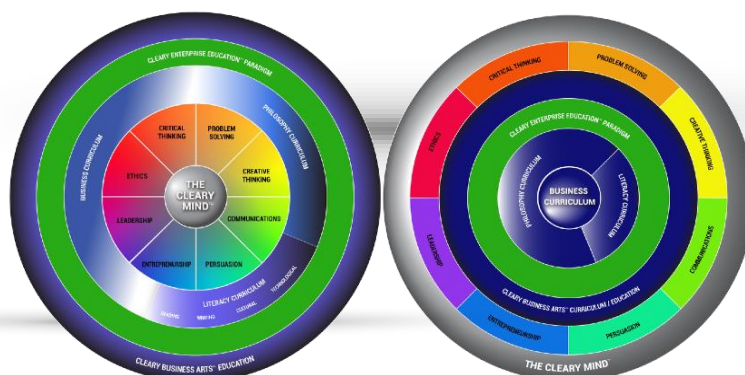 CLEARY ENTERPRISE EDUCATION™ PARADIGM
BUSINESS CURRICULUM
PHILOSOPHY CURRICULUM
CRITICAL
THINKING
PROBLEM
SOLVING
CREATIVE
THINKING
COMMUNICATIONS
PERSUASION
ENTREPRENURSHIP
LEADERSHIP
ETHICS
THE
CLEARY
MIND™
LITERACY CURRICULUM
CULTURAL
TECHNOLOGICAL
CLEARY BUSINESS ARTS™ EDUCATION
CRITICAL THINKING
PROBLEM SOLVING
CREATIVE THINKING
COMMUNICATIONS
PERSUASION
ENTREPRENEURSHIP
LEADERSHIP
ETHICS
CLEARY ENTERPRISE EDUCATION™ PARADIGM
PHILOSOPHY CURRICULUM
LITERACY CURRICULUM
BUSINESS
CURRICULUM
CLEARY BUSINESS ARTS™ CURRICULUM / EDUCATION
THE CLEARY MIND™